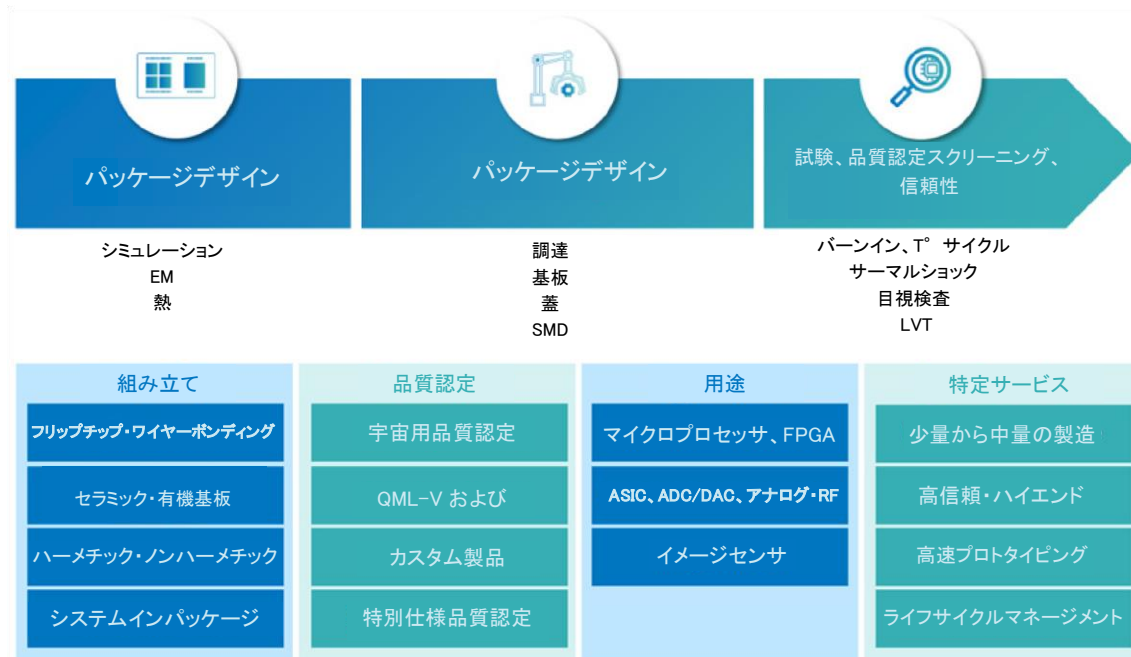 パッケージデザイン
パッケージデザイン
試験、品質認定スクリーニング、
信頼性
シミュレーション
EM
熱
調達
基板
蓋
SMD
バーンイン、T° サイクル
サーマルショック
目視検査
LVT
組み立て
フリップチップ・ワイヤーボンディング
セラミック・有機基板
ハーメチック・ノンハーメチック
システムインパッケージ
品質認定
宇宙用品質認定
QML-V および
カスタム製品
特別仕様品質認定
用途
マイクロプロセッサ、FPGA
ASIC、ADC/DAC、アナログ・RF
イメージセンサ
特定サービス
少量から中量の製造
高信頼・ハイエンド
高速プロトタイピング
ライフサイクルマネージメント